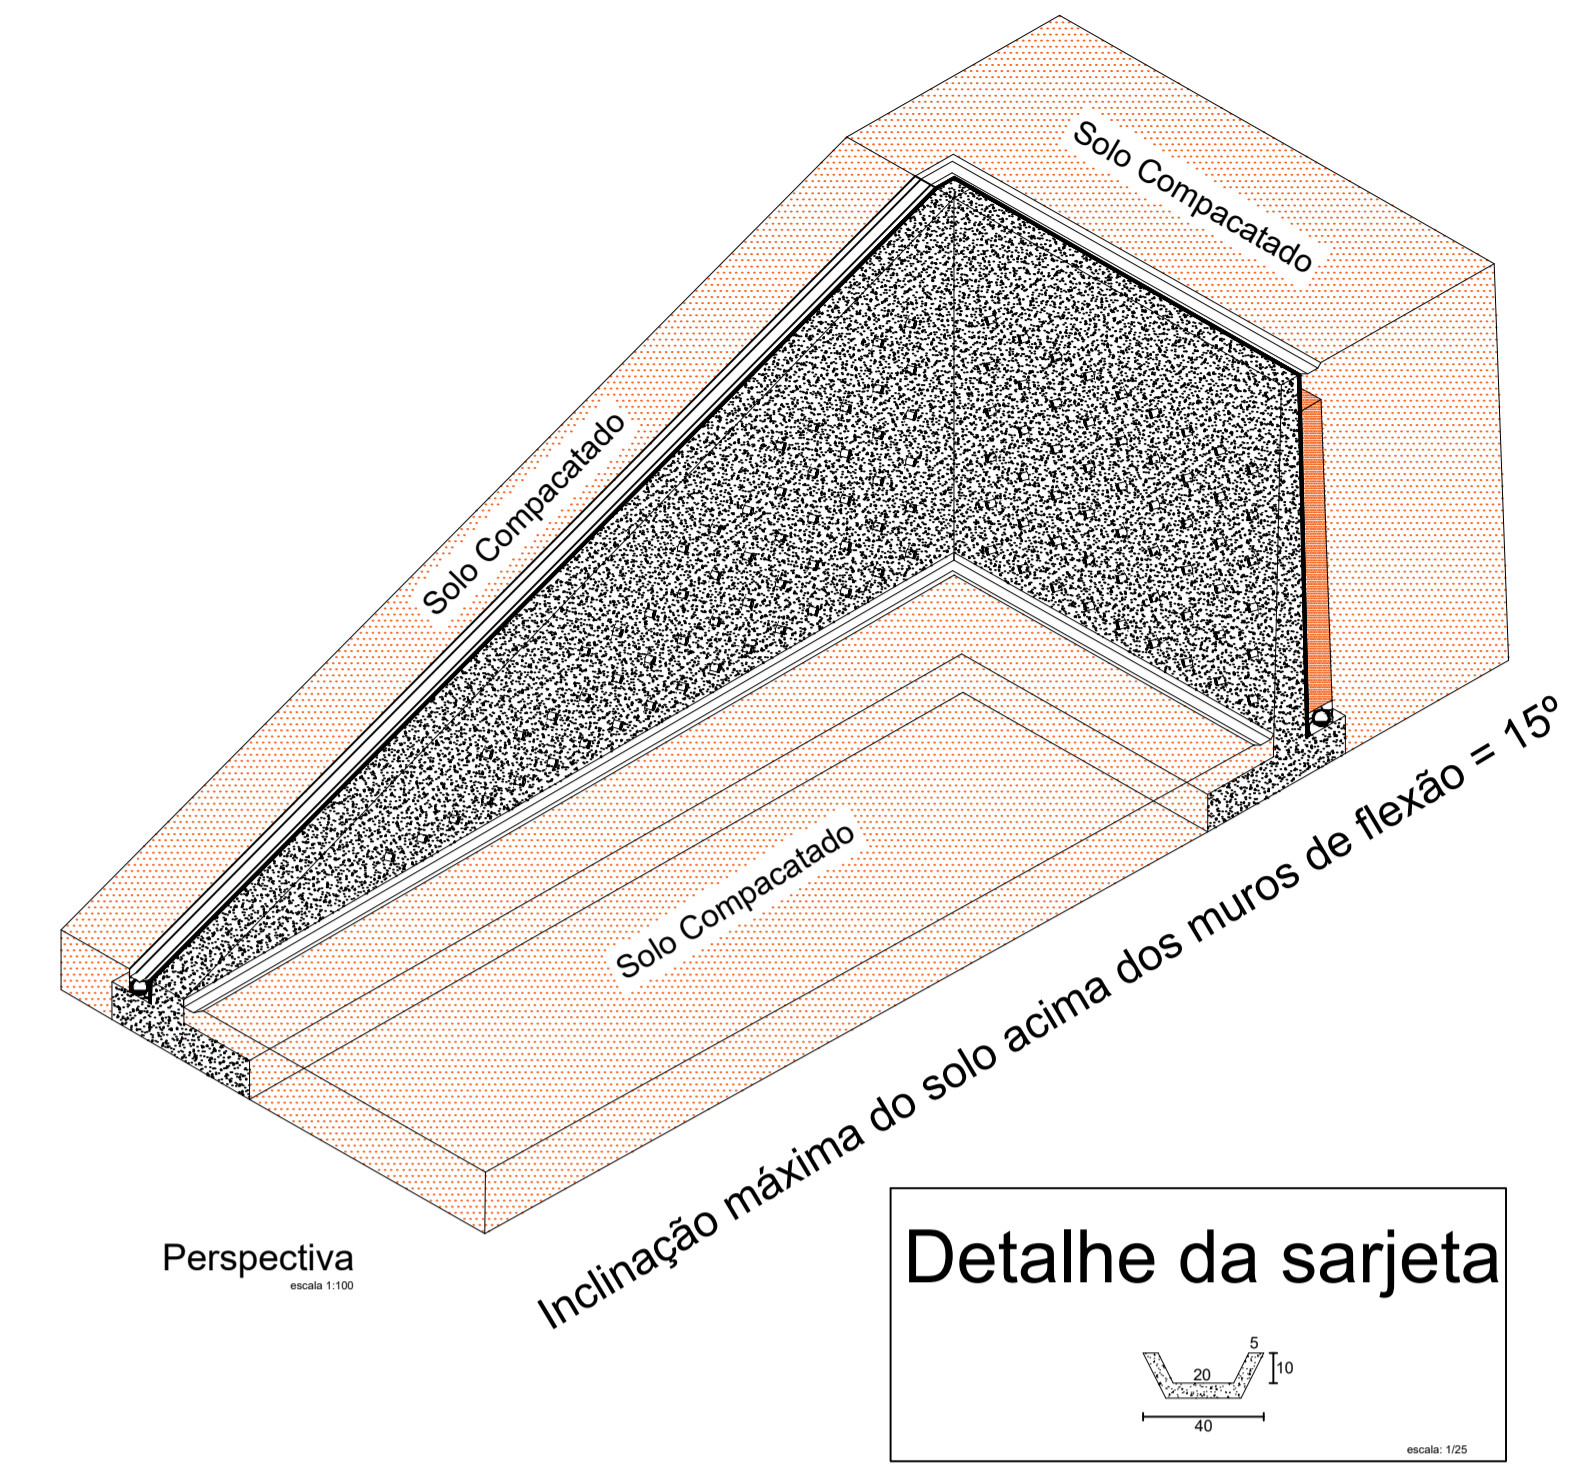 Solo Compacatado
Solo Compacatado
Solo Compacatado
Inclinação máxima do solo acima dos muros de flexão = 15º
Perspectiva
escala 1:100
Detalhe da sarjeta
5
20
10
40
escala: 1/25